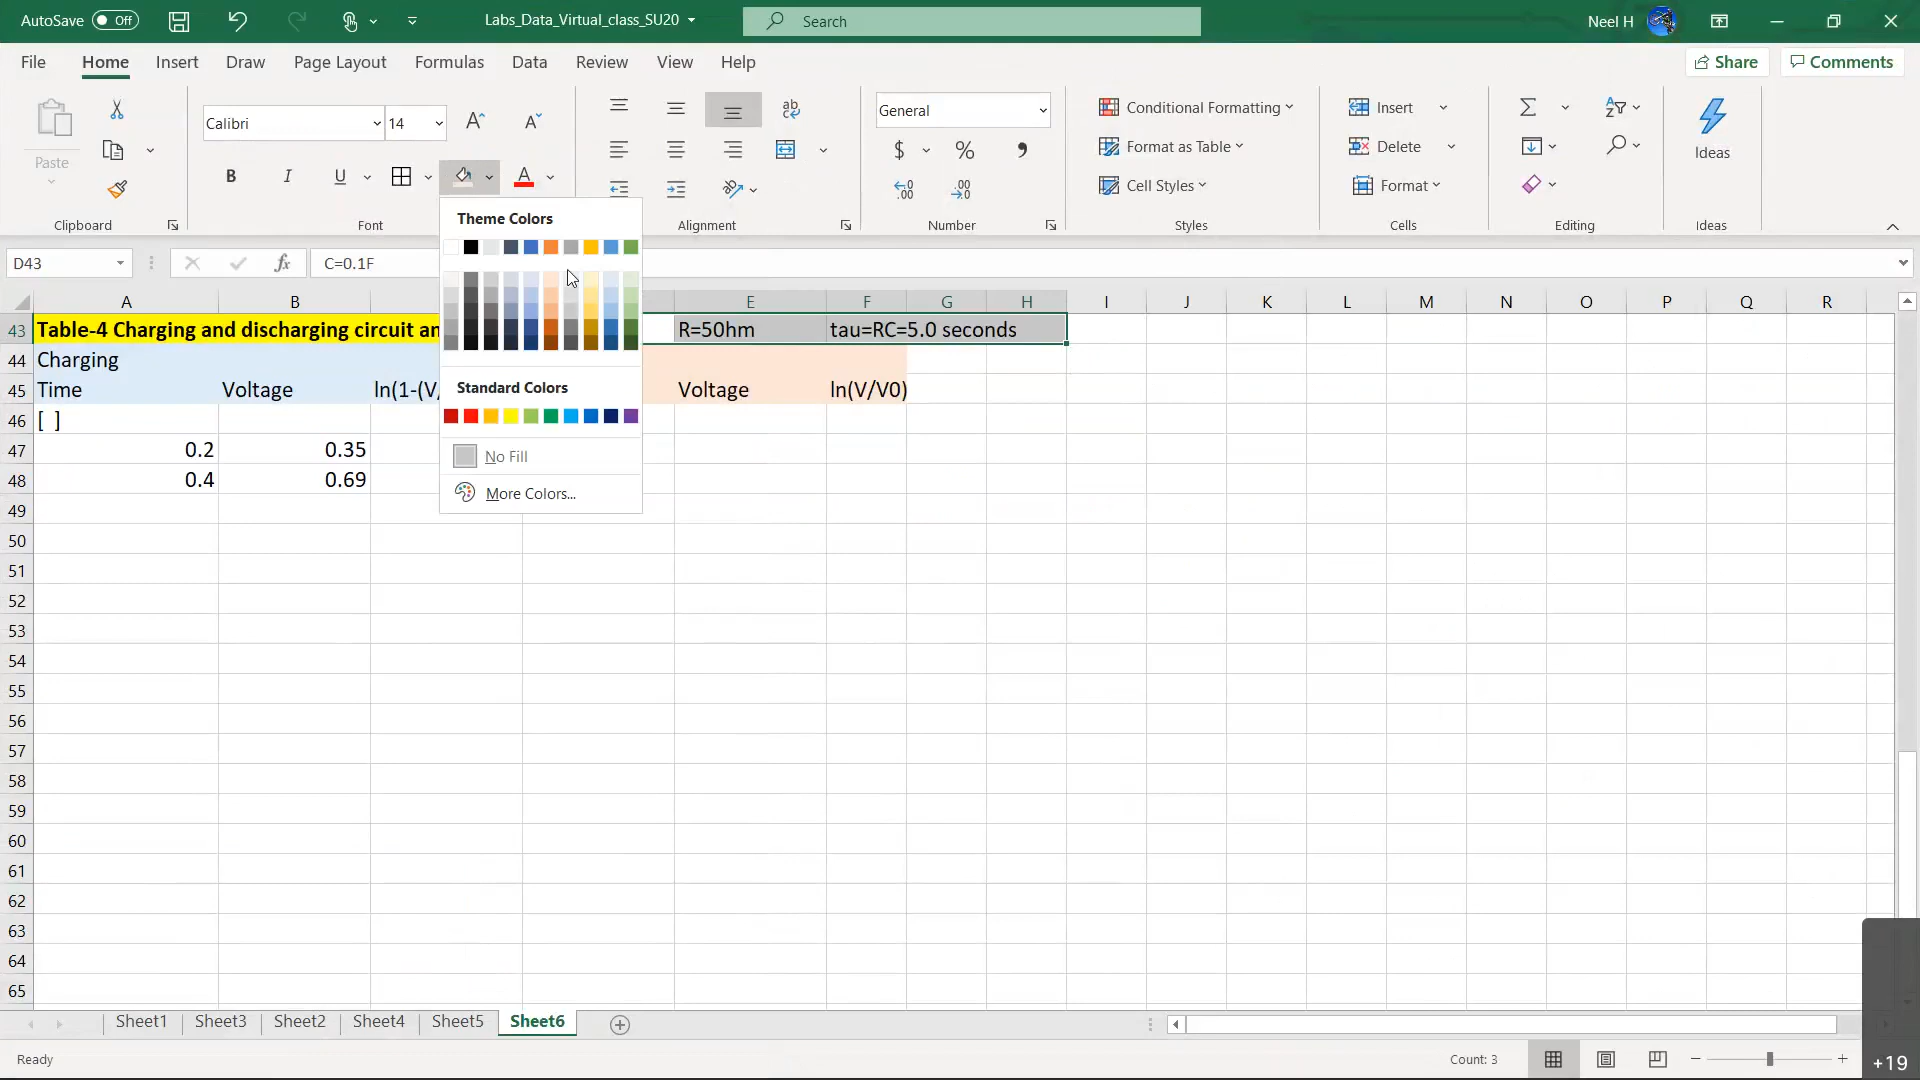 AutoSave Off Labs_Data_Virtual_class_SU20 Search Neel H
File Home Insert Draw Page Layout Formulas Data Review View Help Share Comments
Paste Calibri 14 ab General $ % , Conditional Formatting Format as Table Cell Styles Insert Delete Format Ideas
B I U A
Clipboard Font Alignment Number Styles Cells Editing Ideas
D43 fx C=0.1F
Theme Colors
Standard Colors
No Fill
More Colors...
A B E F G H I J K L M N O P Q R
43 Table-4 Charging and discharging circuit R=50hm tau=RC=5.0 seconds
44 Charging
45 Time Voltage ln(1-(V/ Voltage ln(V/V0)
46 [ ]
47 0.2 0.35
48 0.4 0.69
49
50
51
52
53
54
55
56
57
58
59
60
61
62
63
64
65
Sheet1 Sheet3 Sheet2 Sheet4 Sheet5 Sheet6
Ready Count: 3 +19